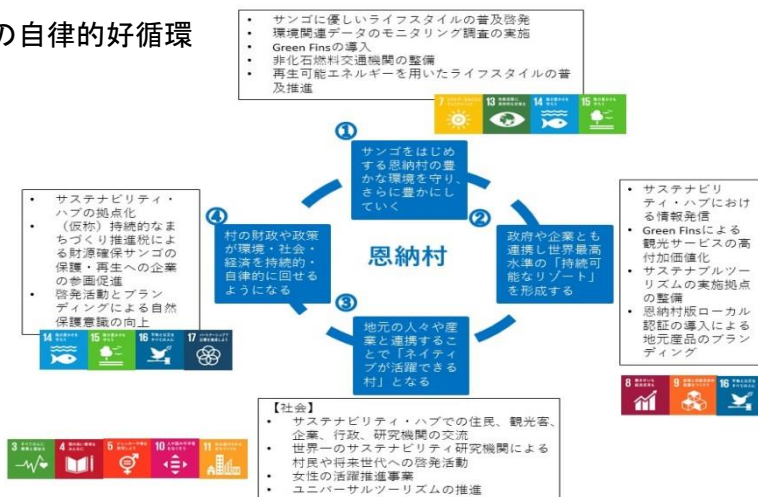 の自律的好循環
• サンゴに優しいライフスタイルの普及啓発
• 環境関連データのモニタリング調査の実施
• Green Finsの導入
• 非化石燃料交通機関の整備
• 再生可能エネルギーを用いたライフスタイルの普
及推進
7
13
14
15
①
サンゴをはじめ
する恩納村の豊
かな環境を守り、
さらに豊かにし
ていく
②
政府や企業とも
連携し世界最高
水準の「持続可
能なリゾート」
を形成する
• サステナビリ
ティ・ハブにおけ
る情報発信
• Green Finsによる
観光サービスの高
付加価値化
• サステナブルツー
リズムの実施拠点
の整備
• 恩納村版ローカル
認証の導入による
地元産品のブラン
ディング
8
9
16
恩納村
③
地元の人々や産
業と連携するこ
とで「ネイティ
ブが活躍できる
村」となる
【社会】
• サステナビリティ・ハブでの住民、観光客、
企業、行政、研究機関の交流
• 世界一のサステナビリティ研究機関による
村民や将来世代への啓発活動
• 女性の活躍推進事業
• ユニバーサルツーリズムの推進
3
4
5
10
11
④
村の財政や政策
が環境・社会・
経済を持続的・
自律的に回せる
ようになる
• サステナビリティ・
ハブの拠点化
• （仮称）持続的なま
ちづくり推進税によ
る財源確保サンゴの
保護・再生への企業
の参画促進
• 啓発活動とブラン
ディングによる自然
保護意識の向上
14
15
16
17